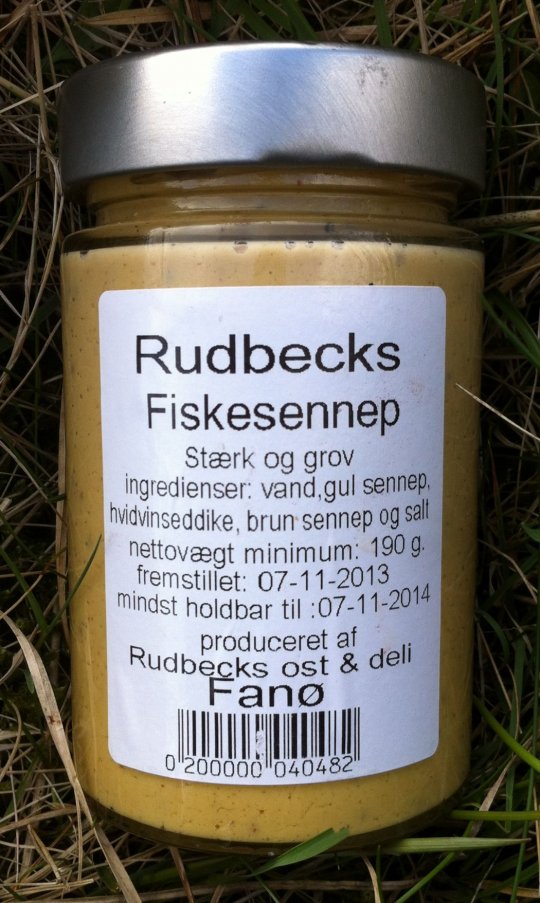 Rudbecks
Fiskesennep
Stærk og grov
ingredienser: vand,gul sennep,
hvidvinseddike, brun sennep og salt
nettovægt minimum: 190 g.
fremstillet: 07-11-2013
mindst holdbar til :07-11-2014
produceret af
Rudbecks ost & deli
Fanø
0 200000 040482